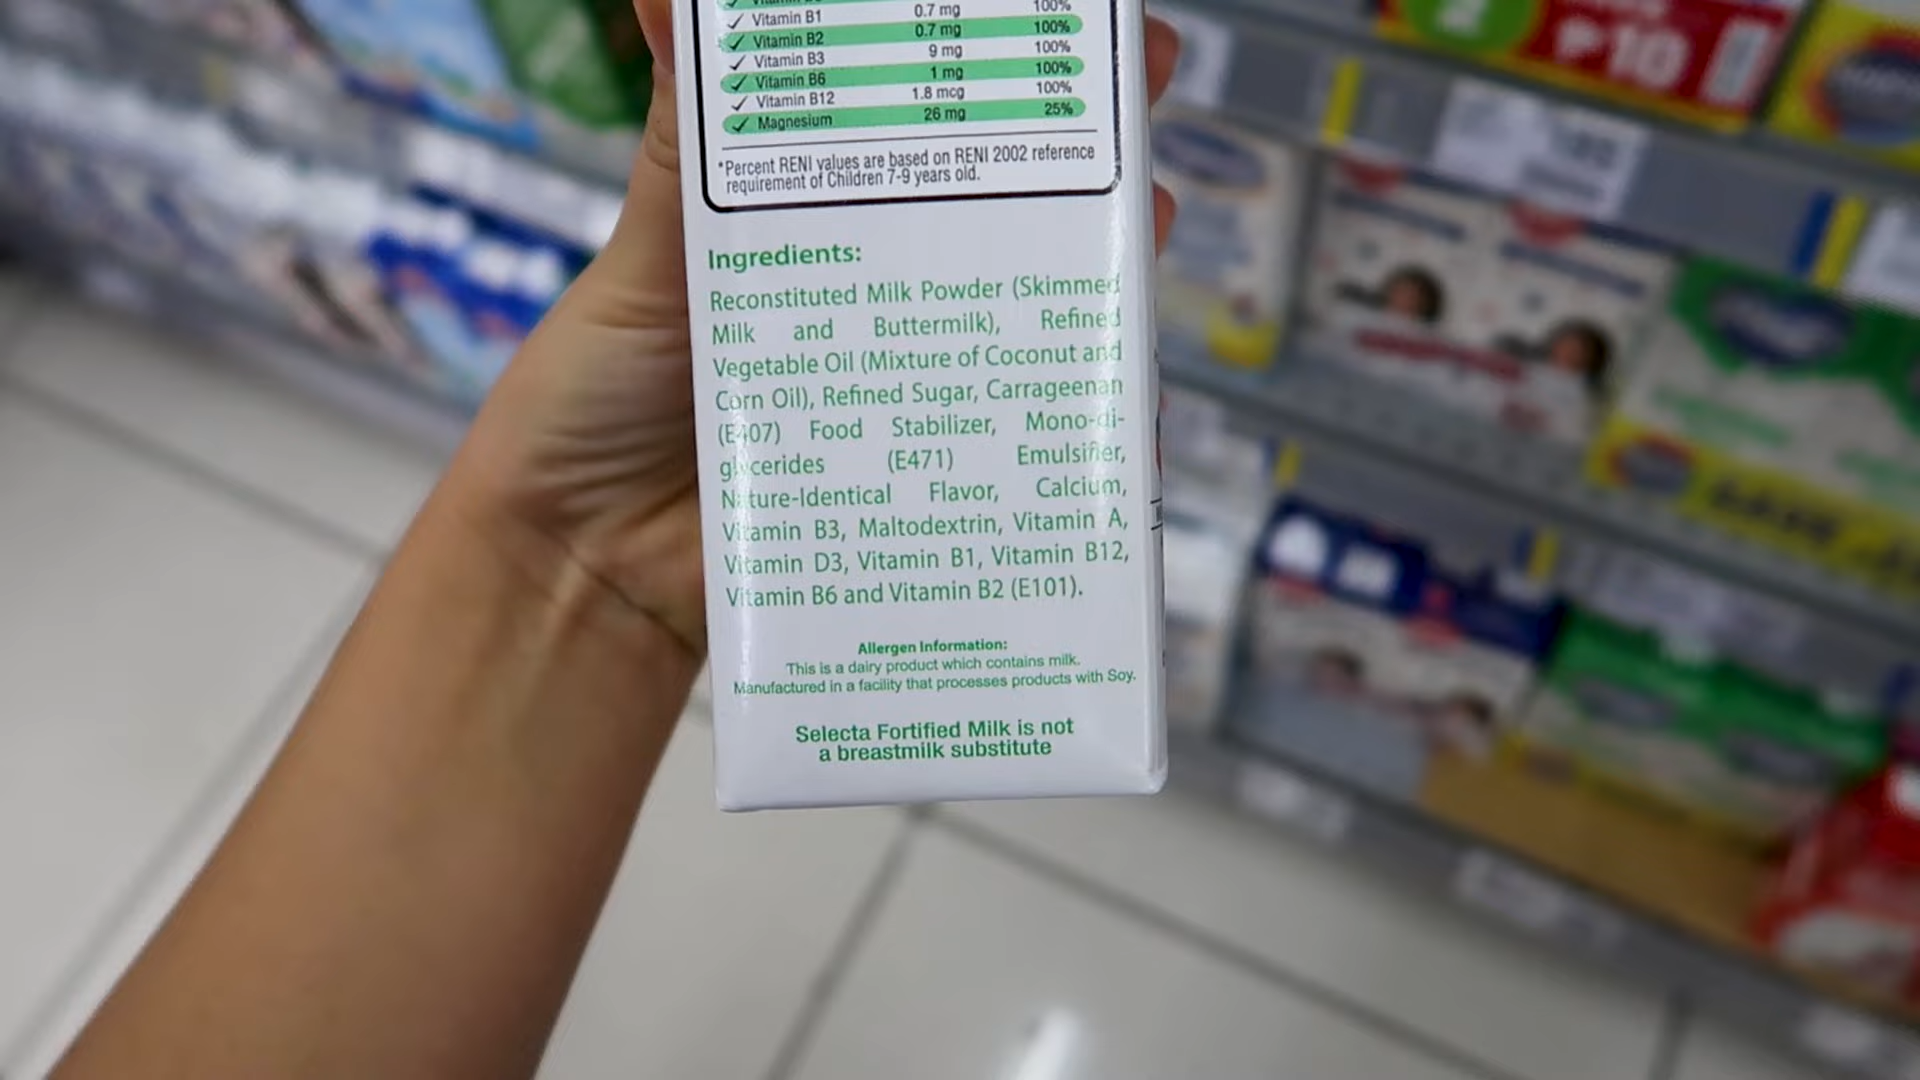 Vitamin B1 0.7 mg 100%
Vitamin B2 0.7 mg 100%
Vitamin B3 9 mg 100%
Vitamin B6 1 mg 100%
Vitamin B12 1.8 mcg 100%
Magnesium 26 mg 25%
*Percent RENI values are based on RENI 2002 reference
requirement of Children 7-9 years old.
Ingredients:
Reconstituted Milk Powder (Skimmed
Milk and Buttermilk), Refined
Vegetable Oil (Mixture of Coconut and
Corn Oil), Refined Sugar, Carrageenan
(E407) Food Stabilizer, Mono-di-
glycerides (E471) Emulsifier,
Nature-Identical Flavor, Calcium,
Vitamin B3, Maltodextrin, Vitamin A,
Vitamin D3, Vitamin B1, Vitamin B12,
Vitamin B6 and Vitamin B2 (E101).
Allergen Information:
This is a dairy product which contains milk.
Manufactured in a facility that processes products with Soy.
Selecta Fortified Milk is not
a breastmilk substitute
2
₱10